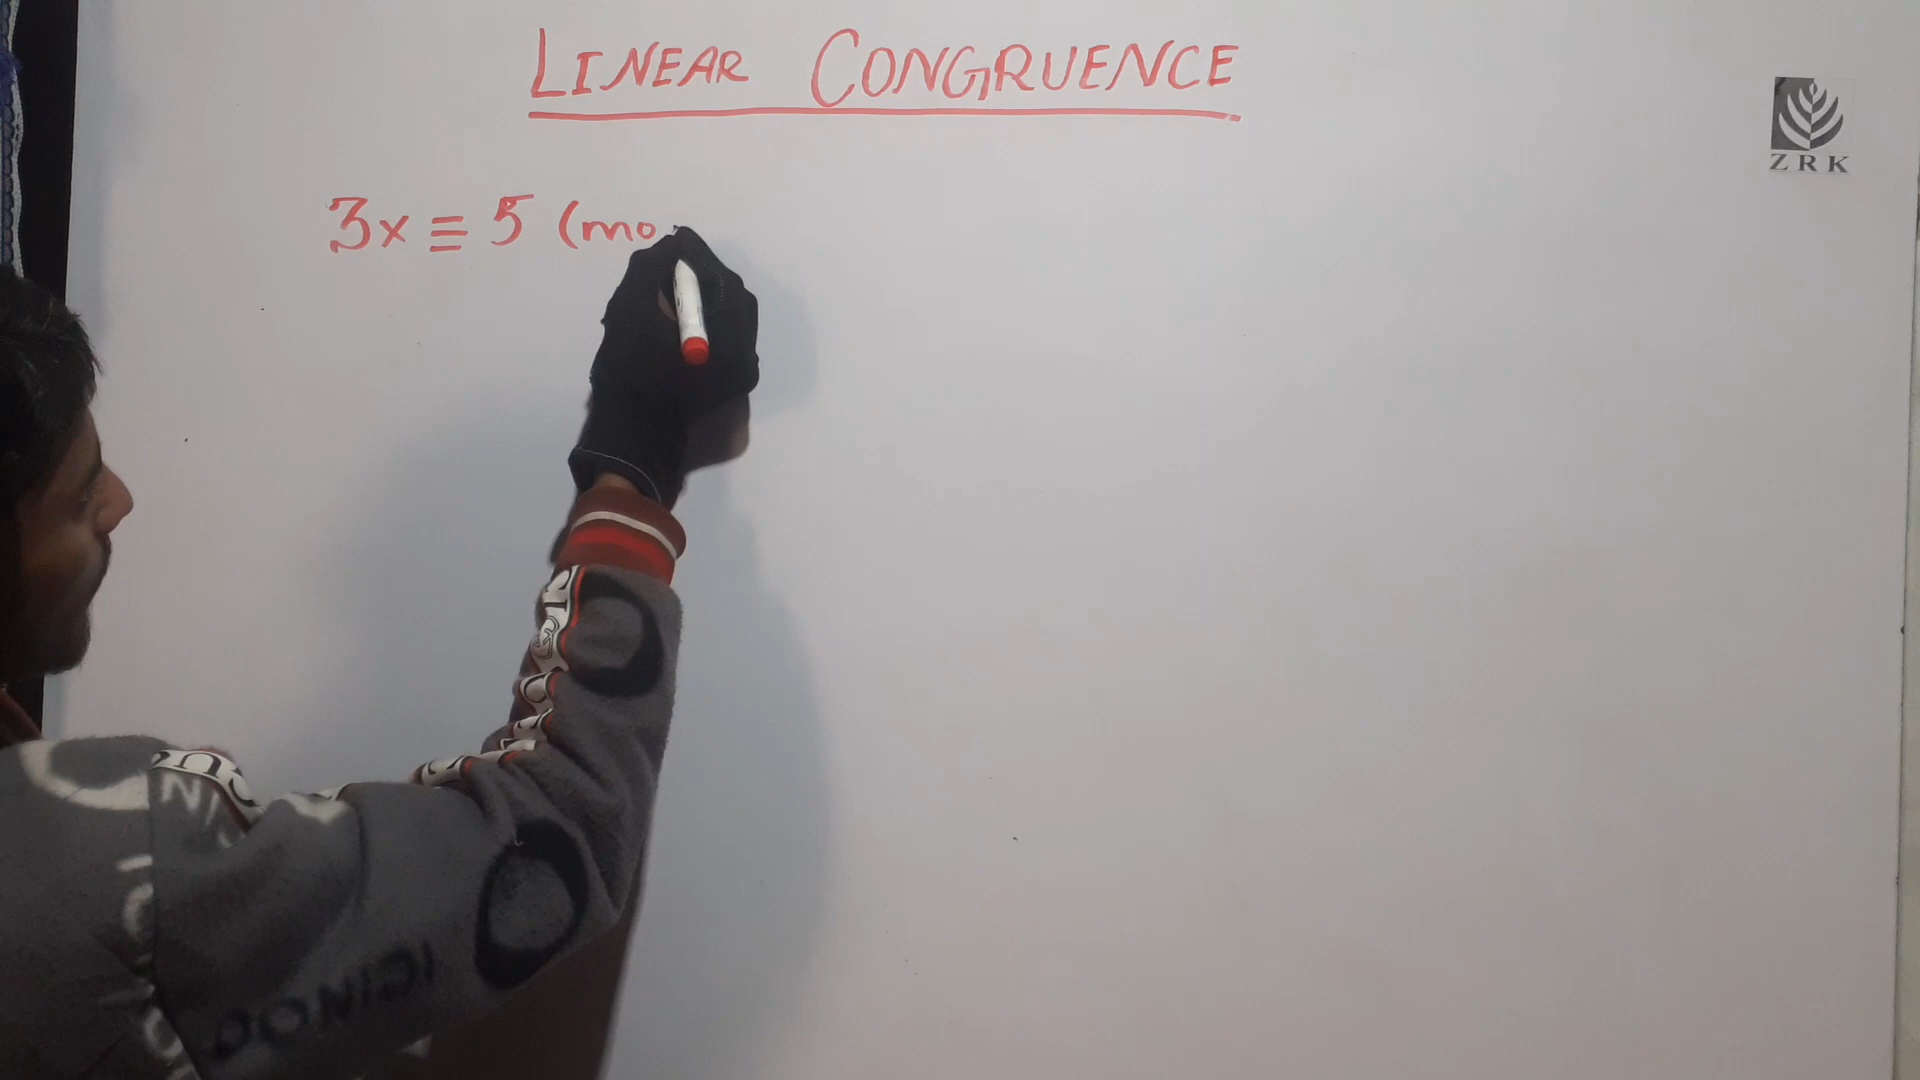 LINEAR CONGRUENCE
ZRK
3x ≡ 5 (mo